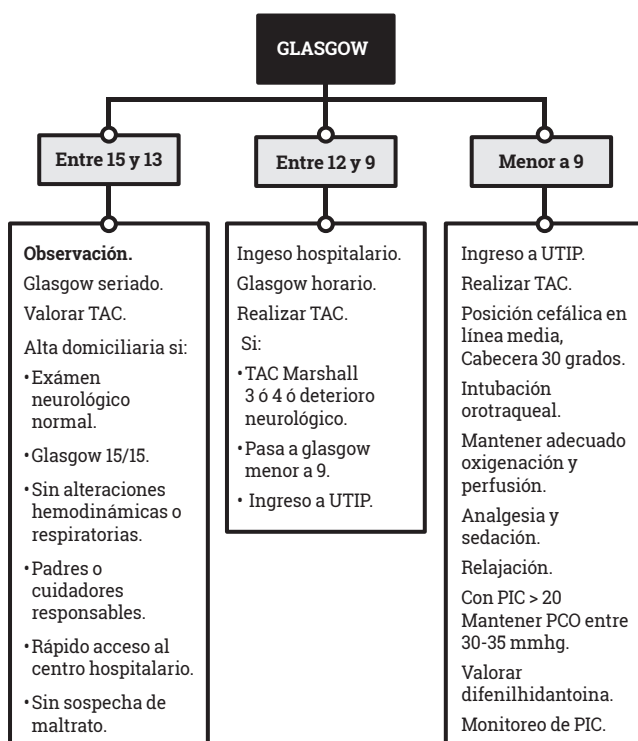 GLASGOW
Entre 15 y 13
Entre 12 y 9
Menor a 9
Observación.
Glasgow seriado.
Valorar TAC.
Alta domiciliaria si:
•Exámen
neurológico
normal.
•Glasgow 15/15.
•Sin alteraciones
hemodinámicas o
respiratorias.
•Padres o
cuidadores
responsables.
•Rápido acceso al
centro hospitalario.
•Sin sospecha de
maltrato.
Ingeso hospitalario.
Glasgow horario.
Realizar TAC.
Si:
•TAC Marshall
3 ó 4 ó deterioro
neurológico.
•Pasa a glasgow
menor a 9.
• Ingreso a UTIP.
Ingreso a UTIP.
Realizar TAC.
Posición cefálica en
línea media,
Cabecera 30 grados.
Intubación
orotraqueal.
Mantener adecuado
oxigenación y
perfusión.
Analgesia y
sedación.
Relajación.
Con PIC > 20
Mantener PCO entre
30-35 mmhg.
Valorar
difenilhidantoina.
Monitoreo de PIC.